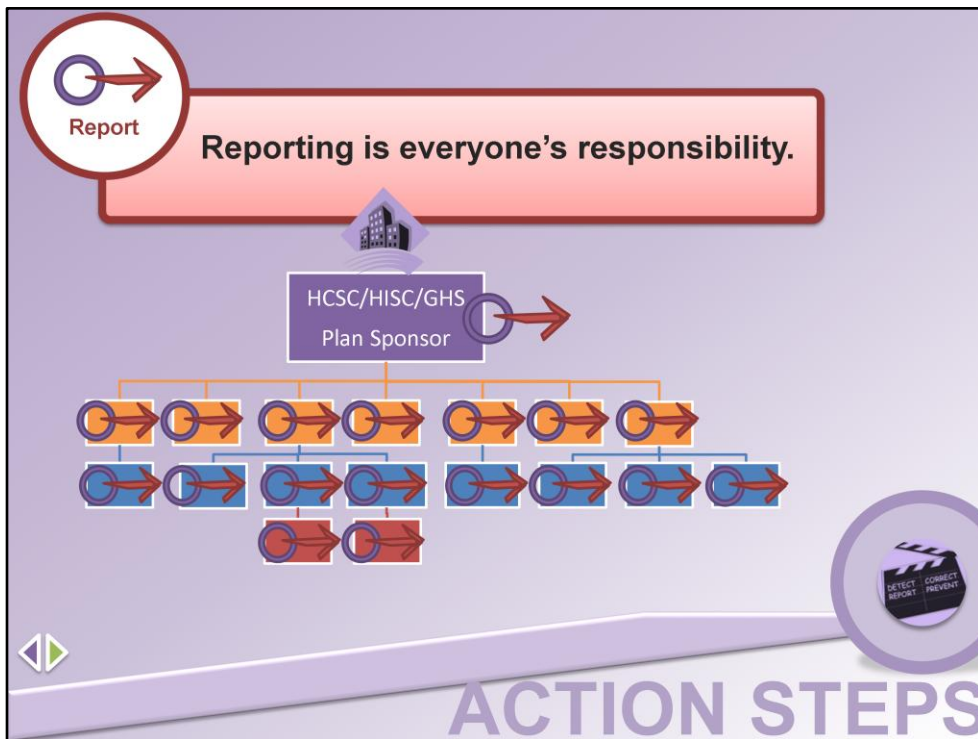 Report
Reporting is everyone's responsibility.
HCSC/HISC/GHS
Plan Sponsor
DETECT CORRECT
REPORT PREVENT
ACTION STEPS